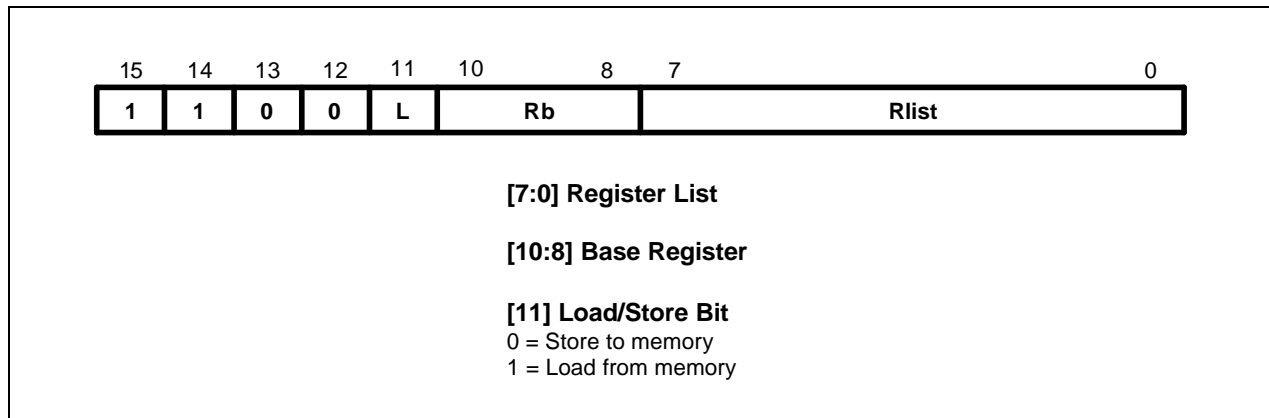 15 14 13 12 11 10 8 7 0
1 1 0 0 L Rb Rlist
[7:0] Register List
[10:8] Base Register
[11] Load/Store Bit
0 = Store to memory
1 = Load from memory